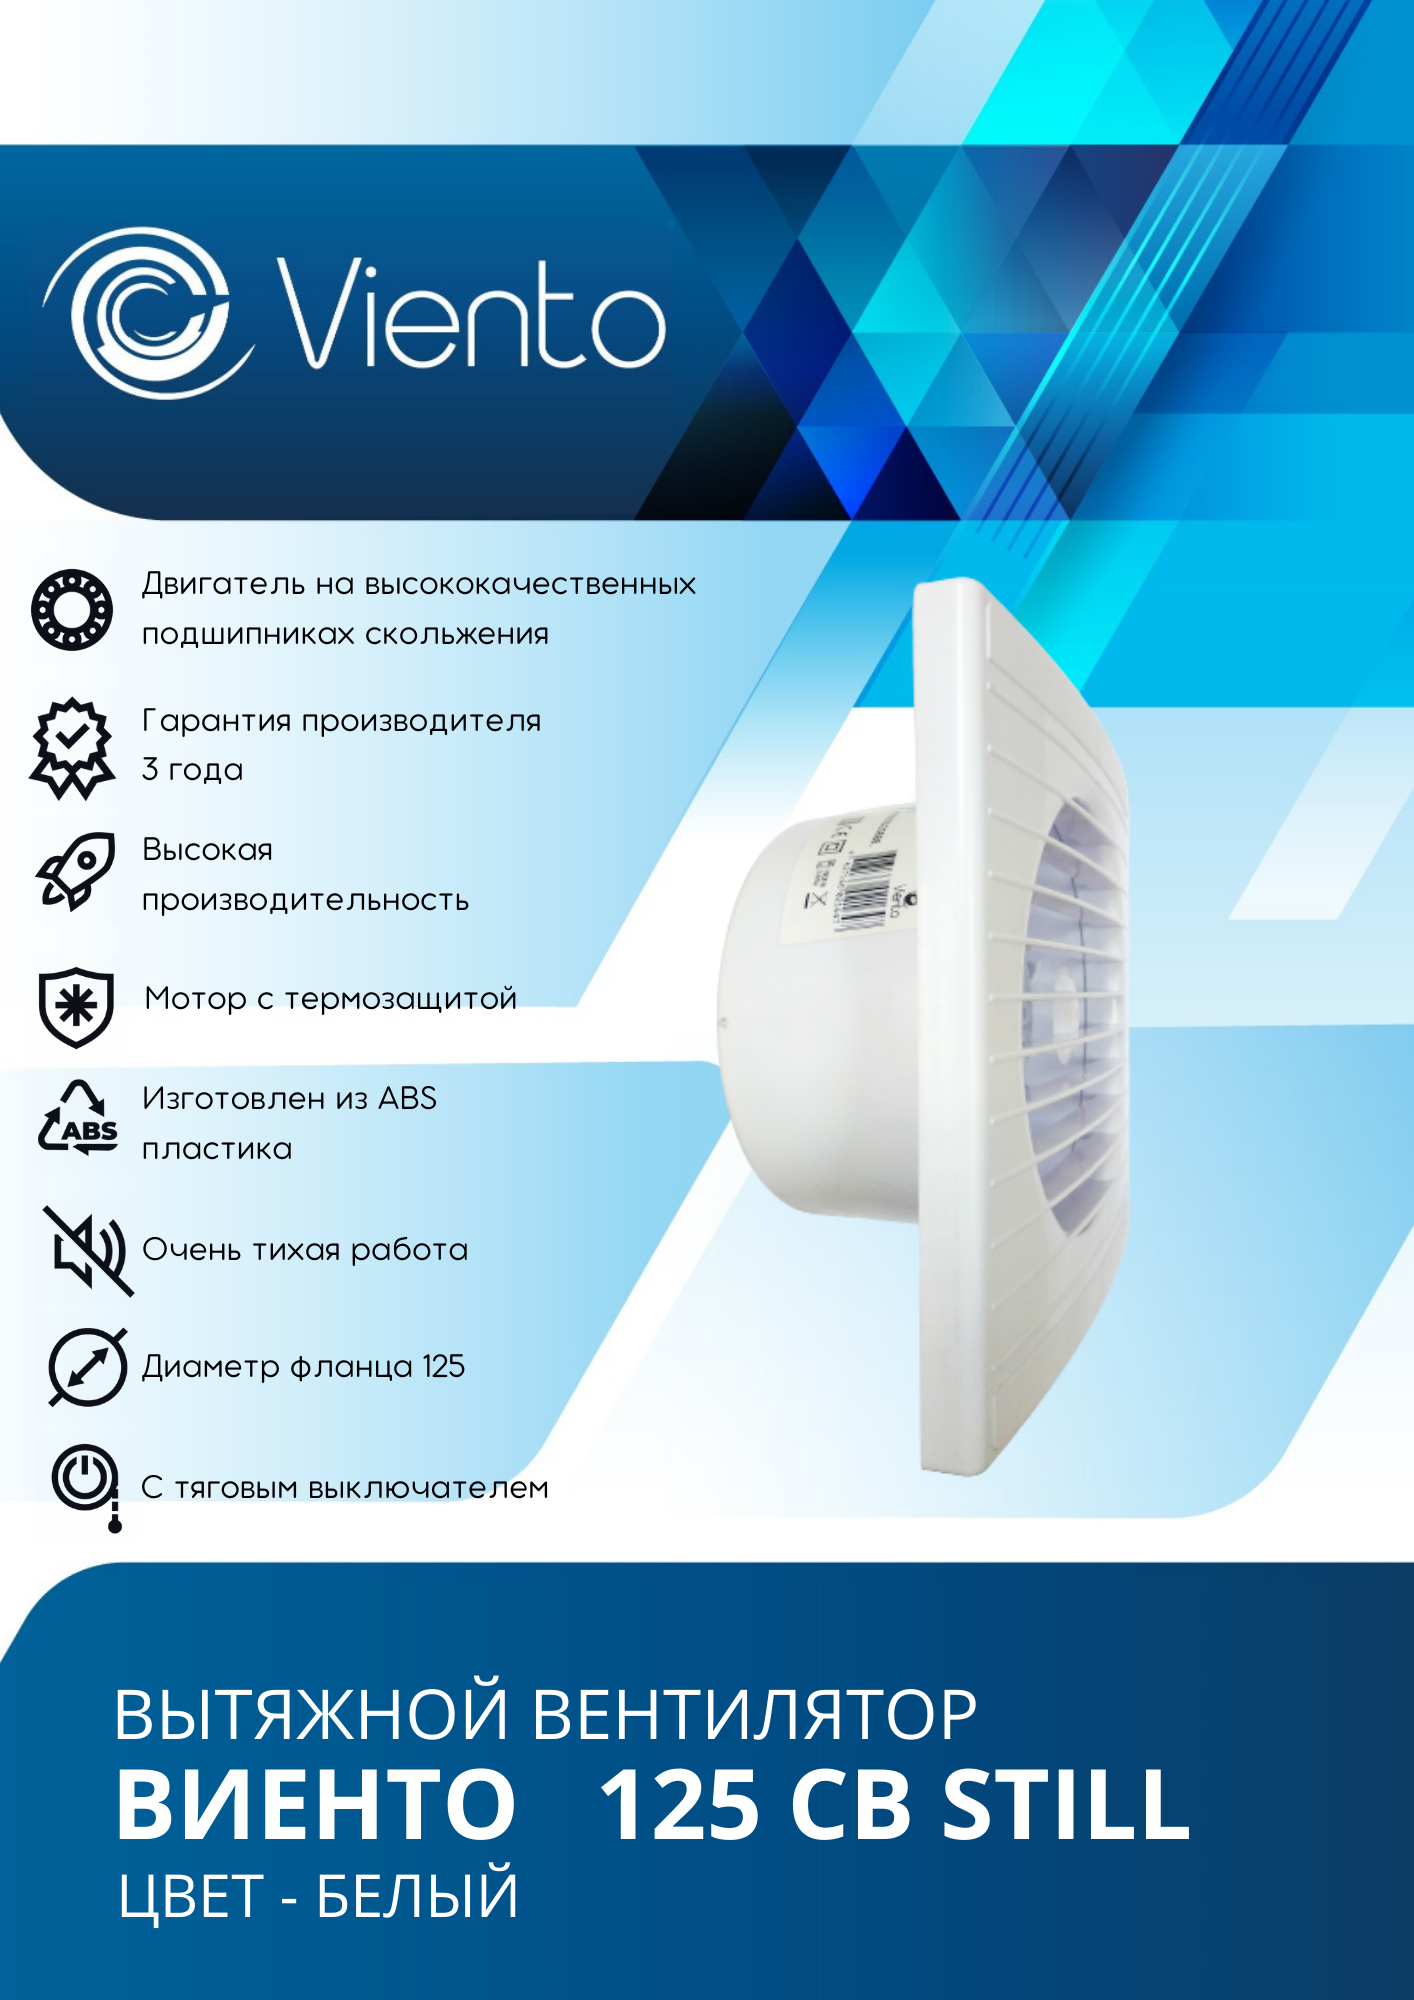 Viento
Двигатель на высококачественных
подшипниках скольжения
Гарантия производителя
3 года
Высокая
производительность
Мотор с термозащитой
Изготовлен из ABS
пластика
ABS
Очень тихая работа
Диаметр фланца 125
С тяговым выключателем
Viento
ВЫТЯЖНОЙ ВЕНТИЛЯТОР
ВИЕНТО 125 СВ STILL
ЦВЕТ - БЕЛЫЙ